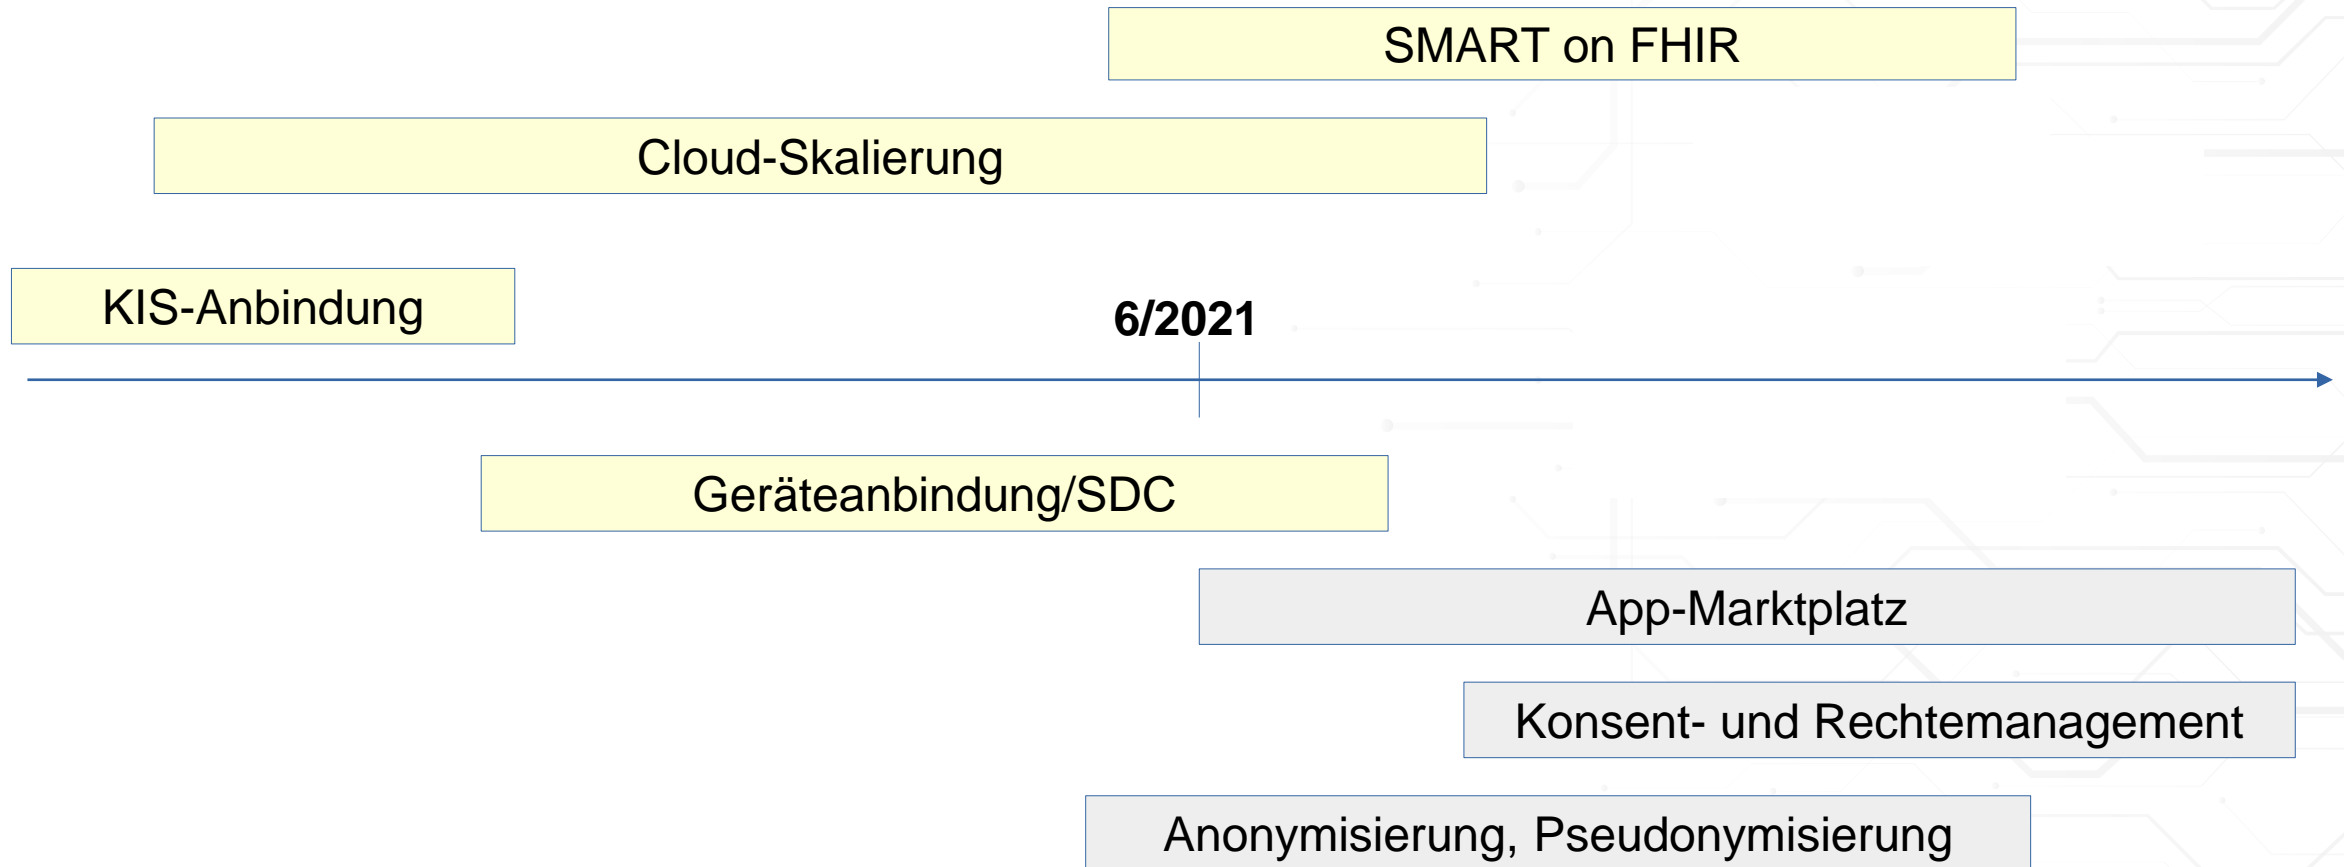 SMART on FHIR
Cloud-Skalierung
KIS-Anbindung
6/2021
Geräteanbindung/SDC
App-Marktplatz
Konsent- und Rechtemanagement
Anonymisierung, Pseudonymisierung